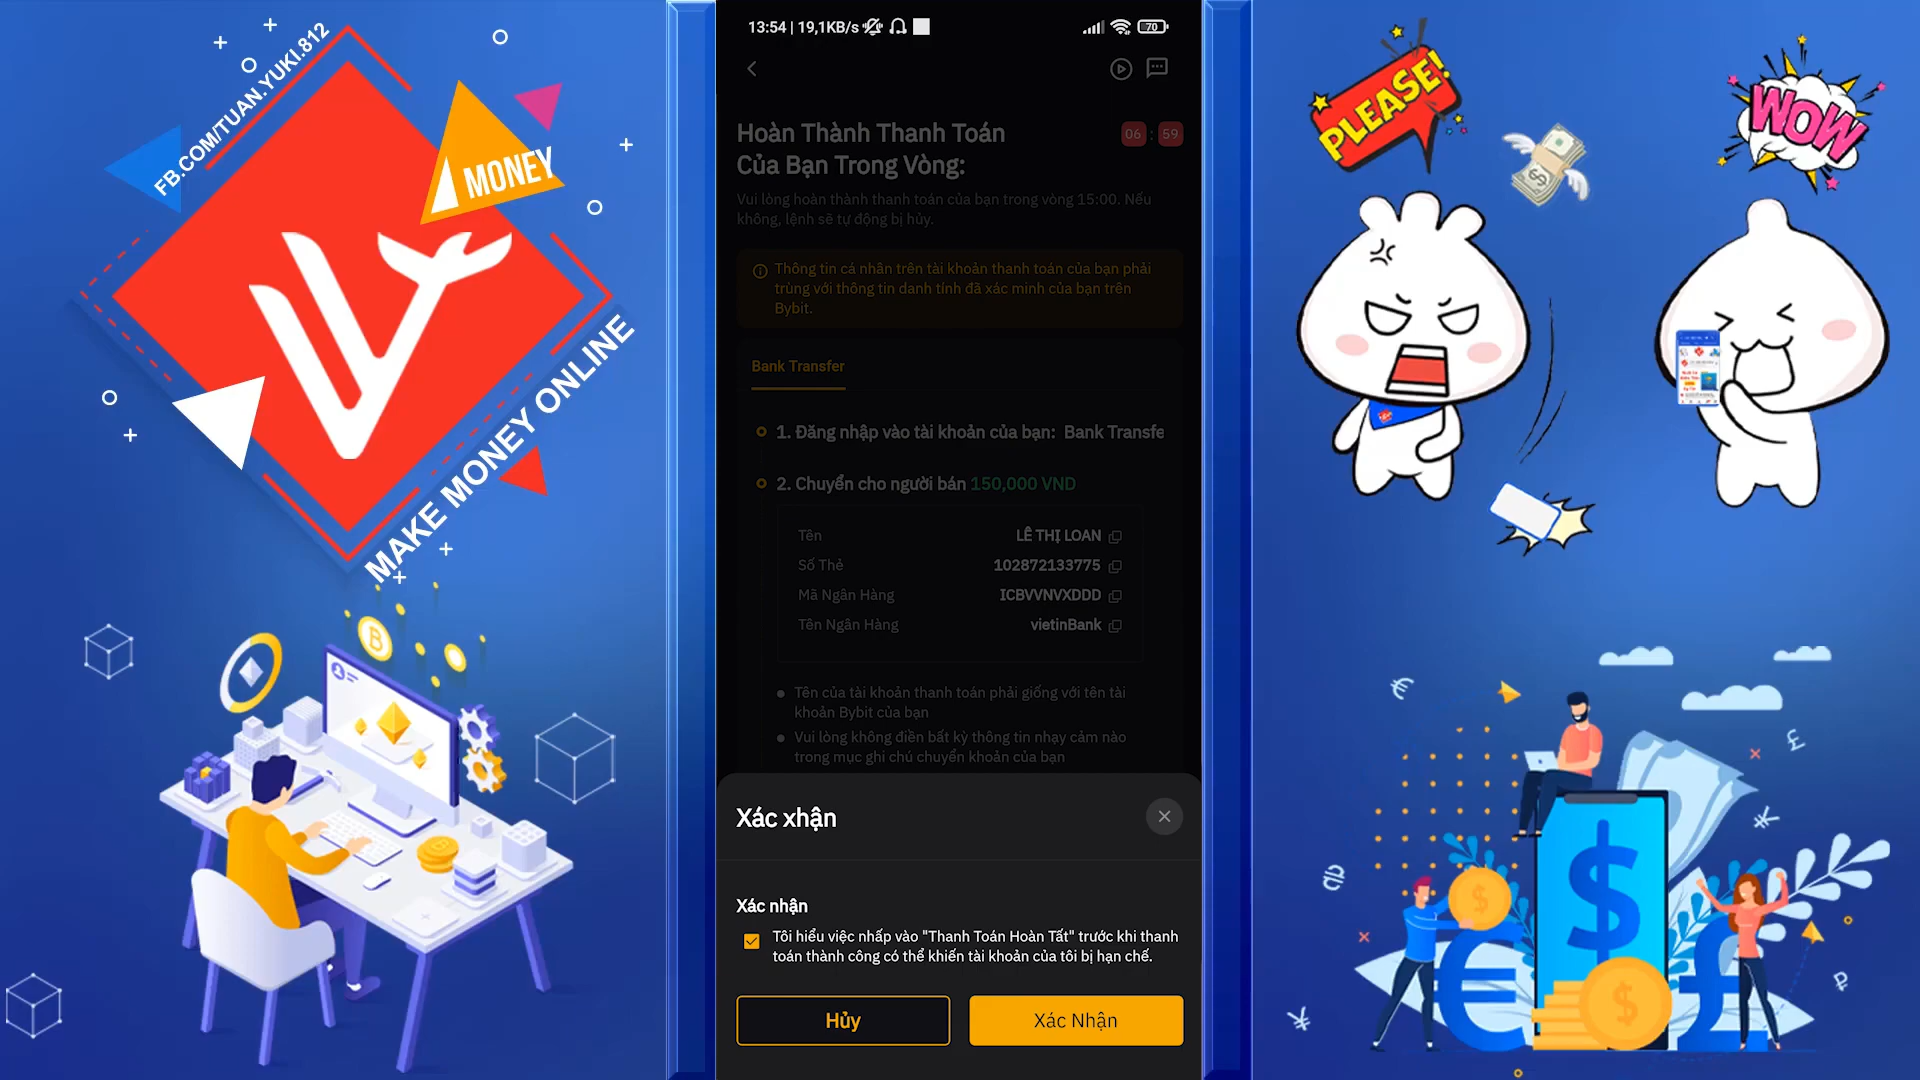 FB.COM/TUAN.YUKI.812
MONEY
MAKE MONEY ONLINE
13:54 | 19,1KB/s
70
Hoàn Thành Thanh Toán
Của Bạn Trong Vòng:
06 : 59
Vui lòng hoàn thành thanh toán của bạn trong vòng 15:00. Nếu
không, lệnh sẽ tự động bị hủy.
Thông tin cá nhân trên tài khoản thanh toán của bạn phải
trùng với thông tin danh tính đã xác minh của bạn trên
Bybit.
Bank Transfer
1. Đăng nhập vào tài khoản của bạn: Bank Transfe
2. Chuyển cho người bán 150,000 VND
Tên LÊ THỊ LOAN
Số Thẻ 102872133775
Mã Ngân Hàng ICBVVNVXDDD
Tên Ngân Hàng vietinBank
Tên của tài khoản thanh toán phải giống với tên tài
khoản Bybit của bạn
Vui lòng không điền bất kỳ thông tin nhạy cảm nào
trong mục ghi chú chuyển khoản của bạn
Xác xhận
Xác nhận
Tôi hiểu việc nhấp vào "Thanh Toán Hoàn Tất" trước khi thanh
toán thành công có thể khiến tài khoản của tôi bị hạn chế.
Hủy
Xác Nhận
PLEASE!
WOW